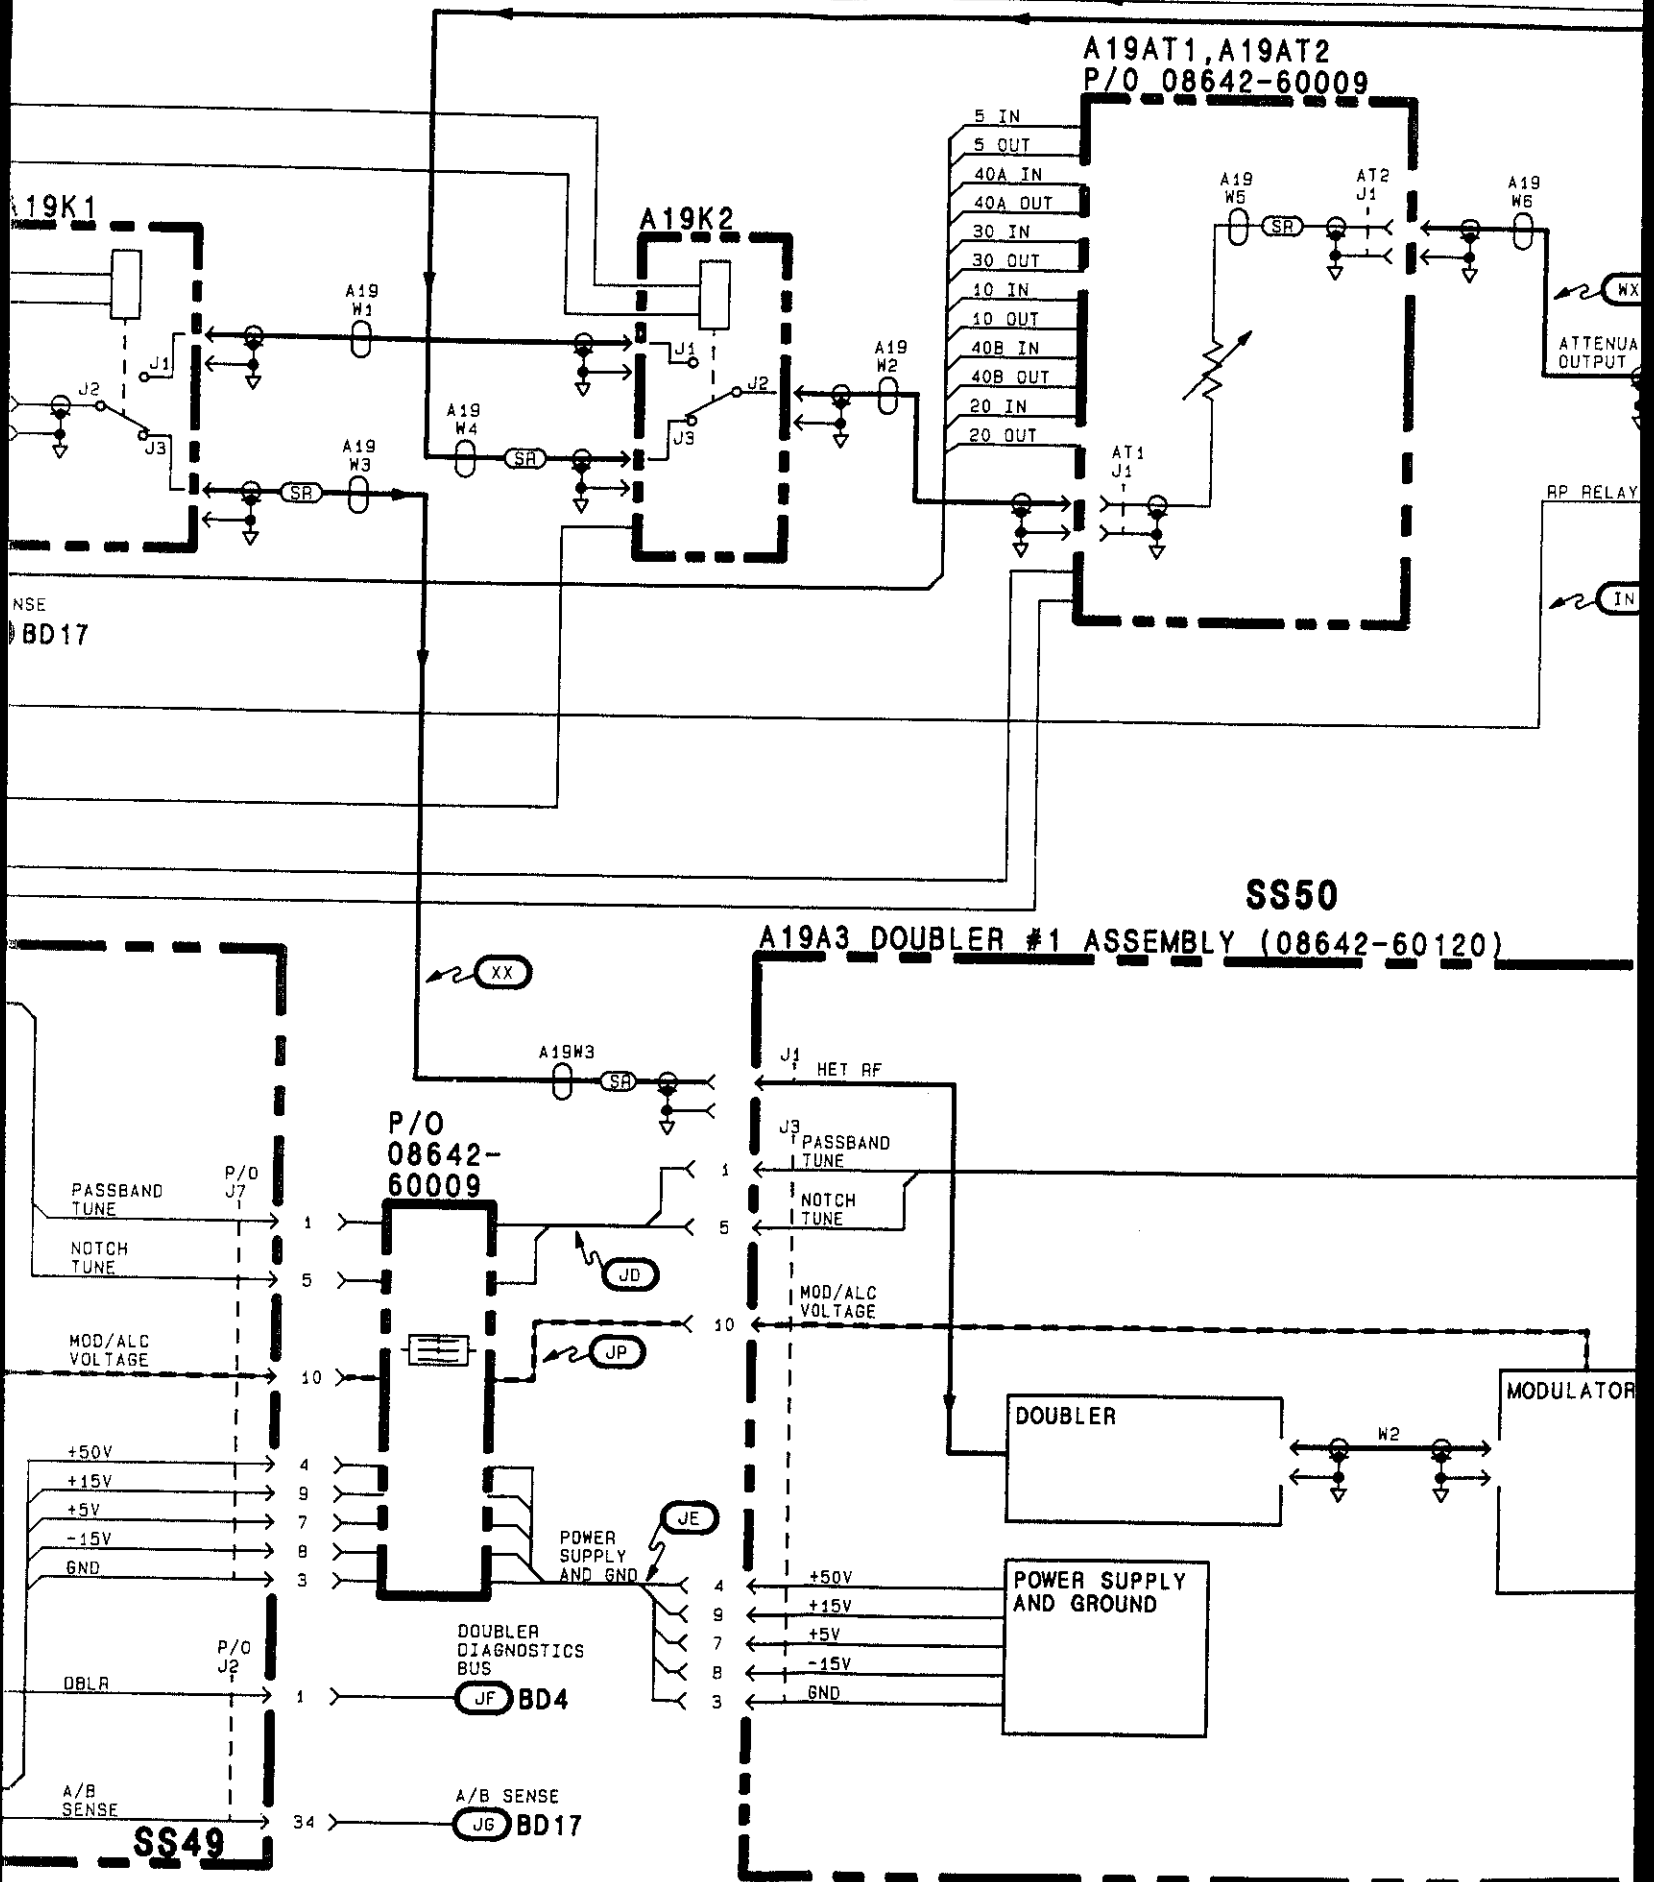 A19AT1,A19AT2
P/O 08642-60009
5 IN
5 OUT
40A IN
40A OUT
30 IN
30 OUT
10 IN
10 OUT
40B IN
40B OUT
20 IN
20 OUT
A19
W5
SR
AT2
J1
A19
W6
WX
ATTENUA
OUTPUT
AT1
J1
RP RELAY
IN
A19K1
J1
J2
J3
A19
W1
A19
W3
SR
A19
W4
SR
A19K2
J1
J2
J3
A19
W2
NSE
BD17
SS50
A19A3 DOUBLER #1 ASSEMBLY (08642-60120)
XX
A19W3
SR
J1
HET RF
J3
PASSBAND
TUNE
1
NOTCH
TUNE
5
MOD/ALC
VOLTAGE
10
P/O
08642-
60009
P/O
J7
PASSBAND
TUNE
1
NOTCH
TUNE
5
MOD/ALC
VOLTAGE
10
+50V
4
+15V
9
+5V
7
-15V
8
GND
3
JD
JP
JE
POWER
SUPPLY
AND GND
DOUBLER
W2
MODULATOR
4
+50V
9
+15V
7
+5V
8
-15V
3
GND
POWER SUPPLY
AND GROUND
P/O
J2
DBLR
1
DOUBLER
DIAGNOSTICS
BUS
JF BD4
A/B
SENSE
34
A/B SENSE
JG BD17
SS49